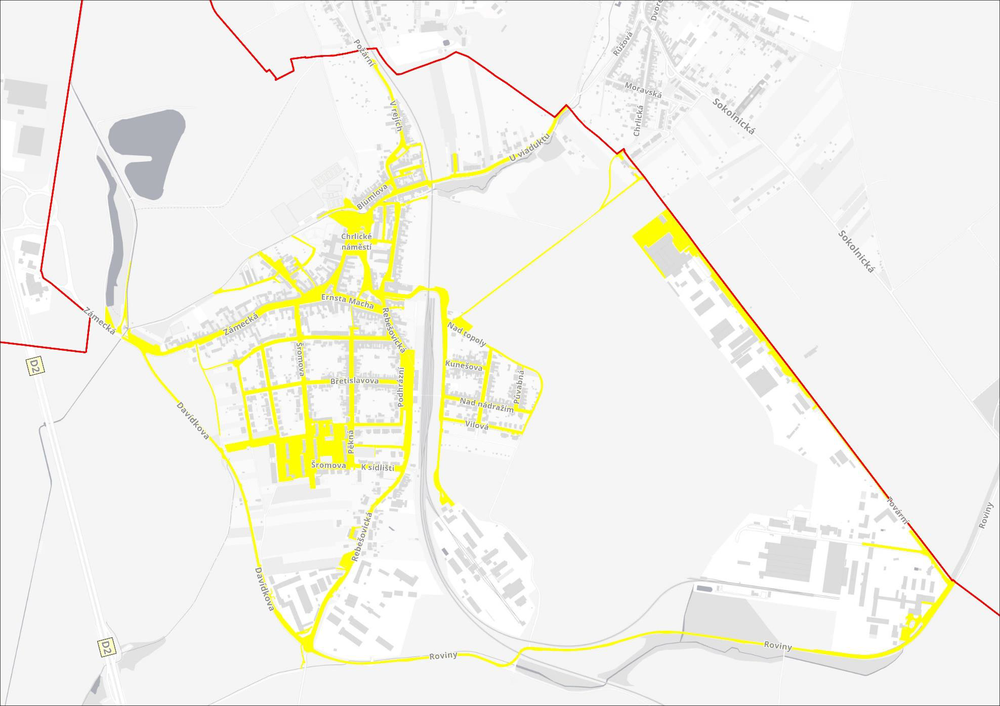 Dvore
Růžová
Požární
Moravská
Sokolnická
V rejích
Chrlická
U viaduktu
Blümlova
Chrlické
náměstí
Sokolnická
Ernsta Macha
Zámecká
Zámecká
Rebešovická
Nad topoly
Šromova
Kunešova
D2
Břetislavova
Podhrázní
Půvabná
Nad nádražím
Davídkova
Vilová
Pěkná
Šromova
K sídlišti
Tovární
Roviny
Rebešovická
Davídkova
D2
Roviny
Roviny